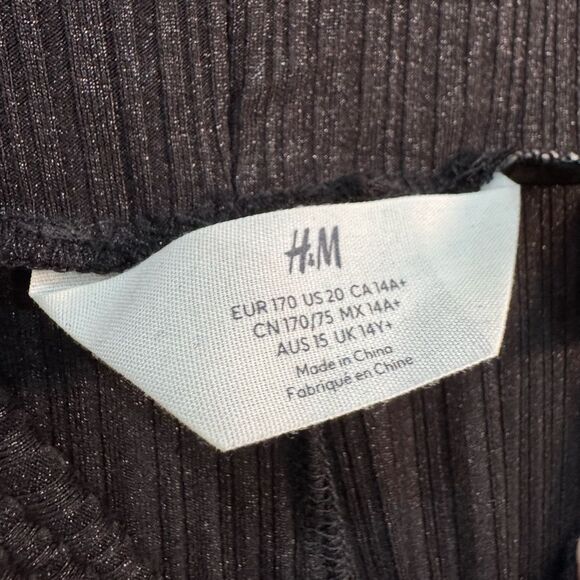 H&M
EUR 170 US 20 CA 14A+
CN 170/75 MX 14A+
AUS 15 UK 14Y+
Made in China
Fabriqué en Chine